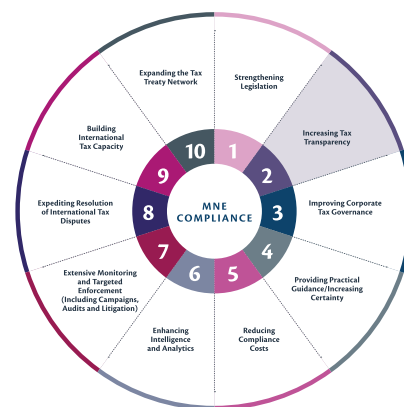 Expanding the Tax
Treaty Network
Strengthening
Legislation
Building
International
Tax Capacity
Increasing Tax
Transparency
10
1
9
2
Expediting Resolution
of International Tax
Disputes
8
MNE
COMPLIANCE
3
Improving Corporate
Tax Governance
7
4
6
5
Extensive Monitoring
and Targeted
Enforcement
(Including Campaigns,
Audits and Litigation)
Providing Practical
Guidance/Increasing
Certainty
Enhancing
Intelligence
and Analytics
Reducing
Compliance
Costs